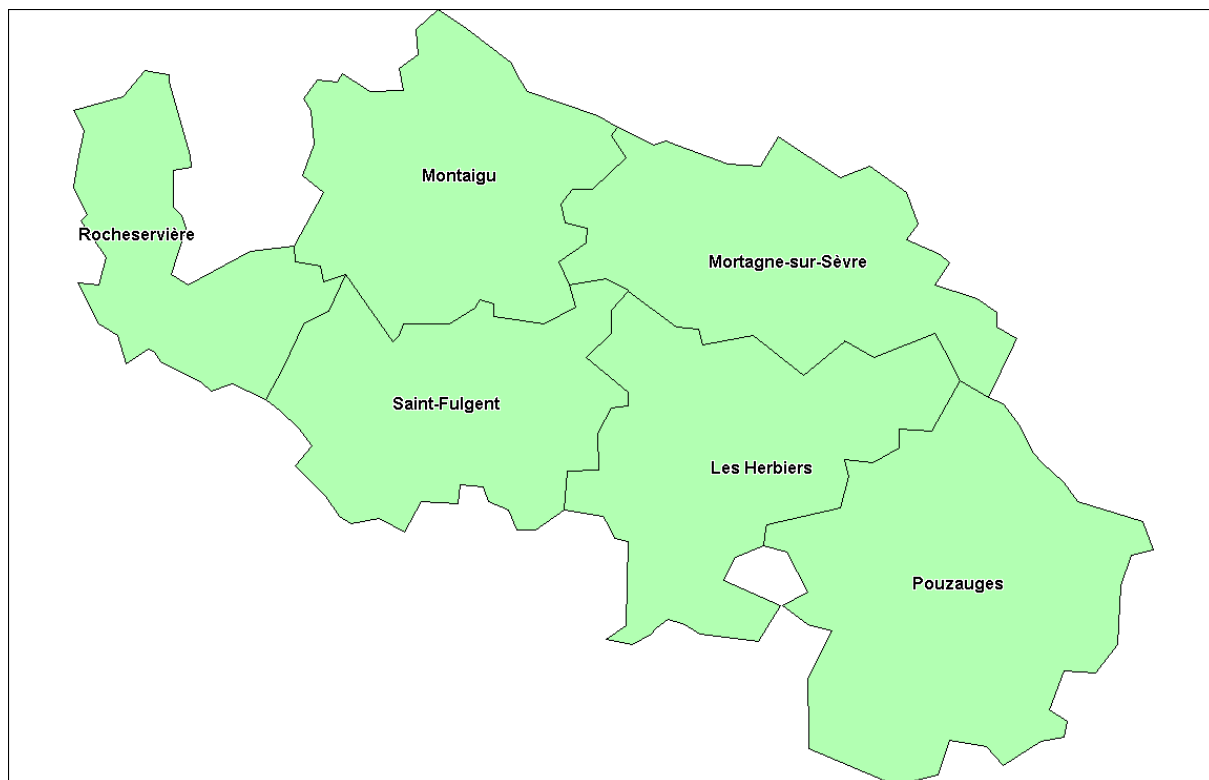 Montaigu
Rocheservière
Mortagne-sur-Sèvre
Saint-Fulgent
Les Herbiers
Pouzauges